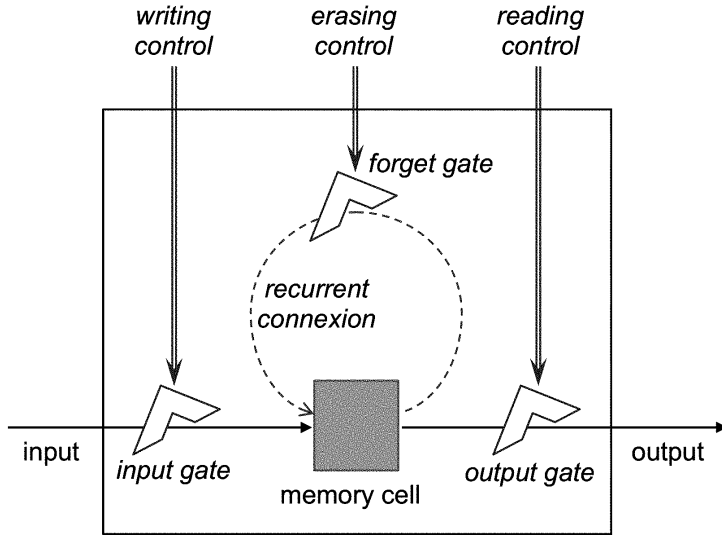 writing
control
erasing
control
reading
control
forget gate
recurrent
connexion
input
input gate
memory cell
output gate
output